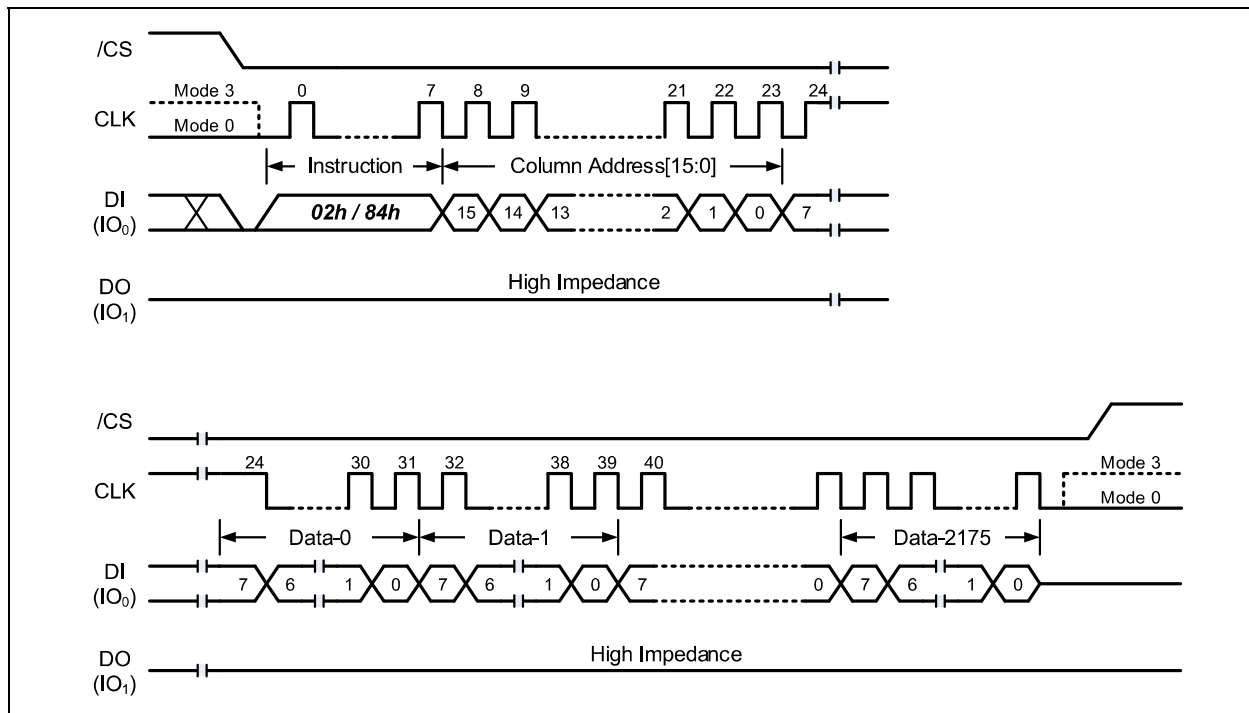 /CS
Mode 3 0 7 8 9 21 22 23 24
CLK
Mode 0
Instruction Column Address[15:0]
DI
02h / 84h 15 14 13 2 1 0 7
(IO₀)
High Impedance
DO
(IO₁)
/CS
24 30 31 32 38 39 40 Mode 3
CLK
Mode 0
Data-0 Data-1 Data-2175
DI
7 6 1 0 7 6 1 0 7 0 7 6 1 0
(IO₀)
High Impedance
DO
(IO₁)